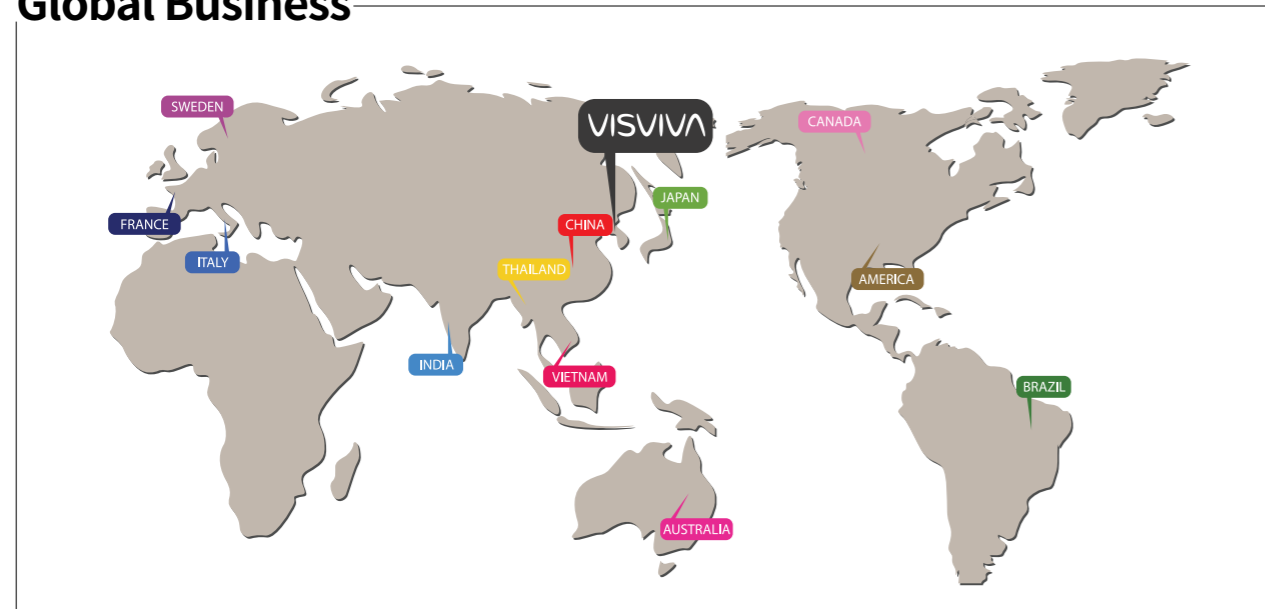 Global Business
SWEDEN
VISVIVA
CANADA
JAPAN
FRANCE
CHINA
ITALY
THAILAND
AMERICA
INDIA
VIETNAM
BRAZIL
AUSTRALIA